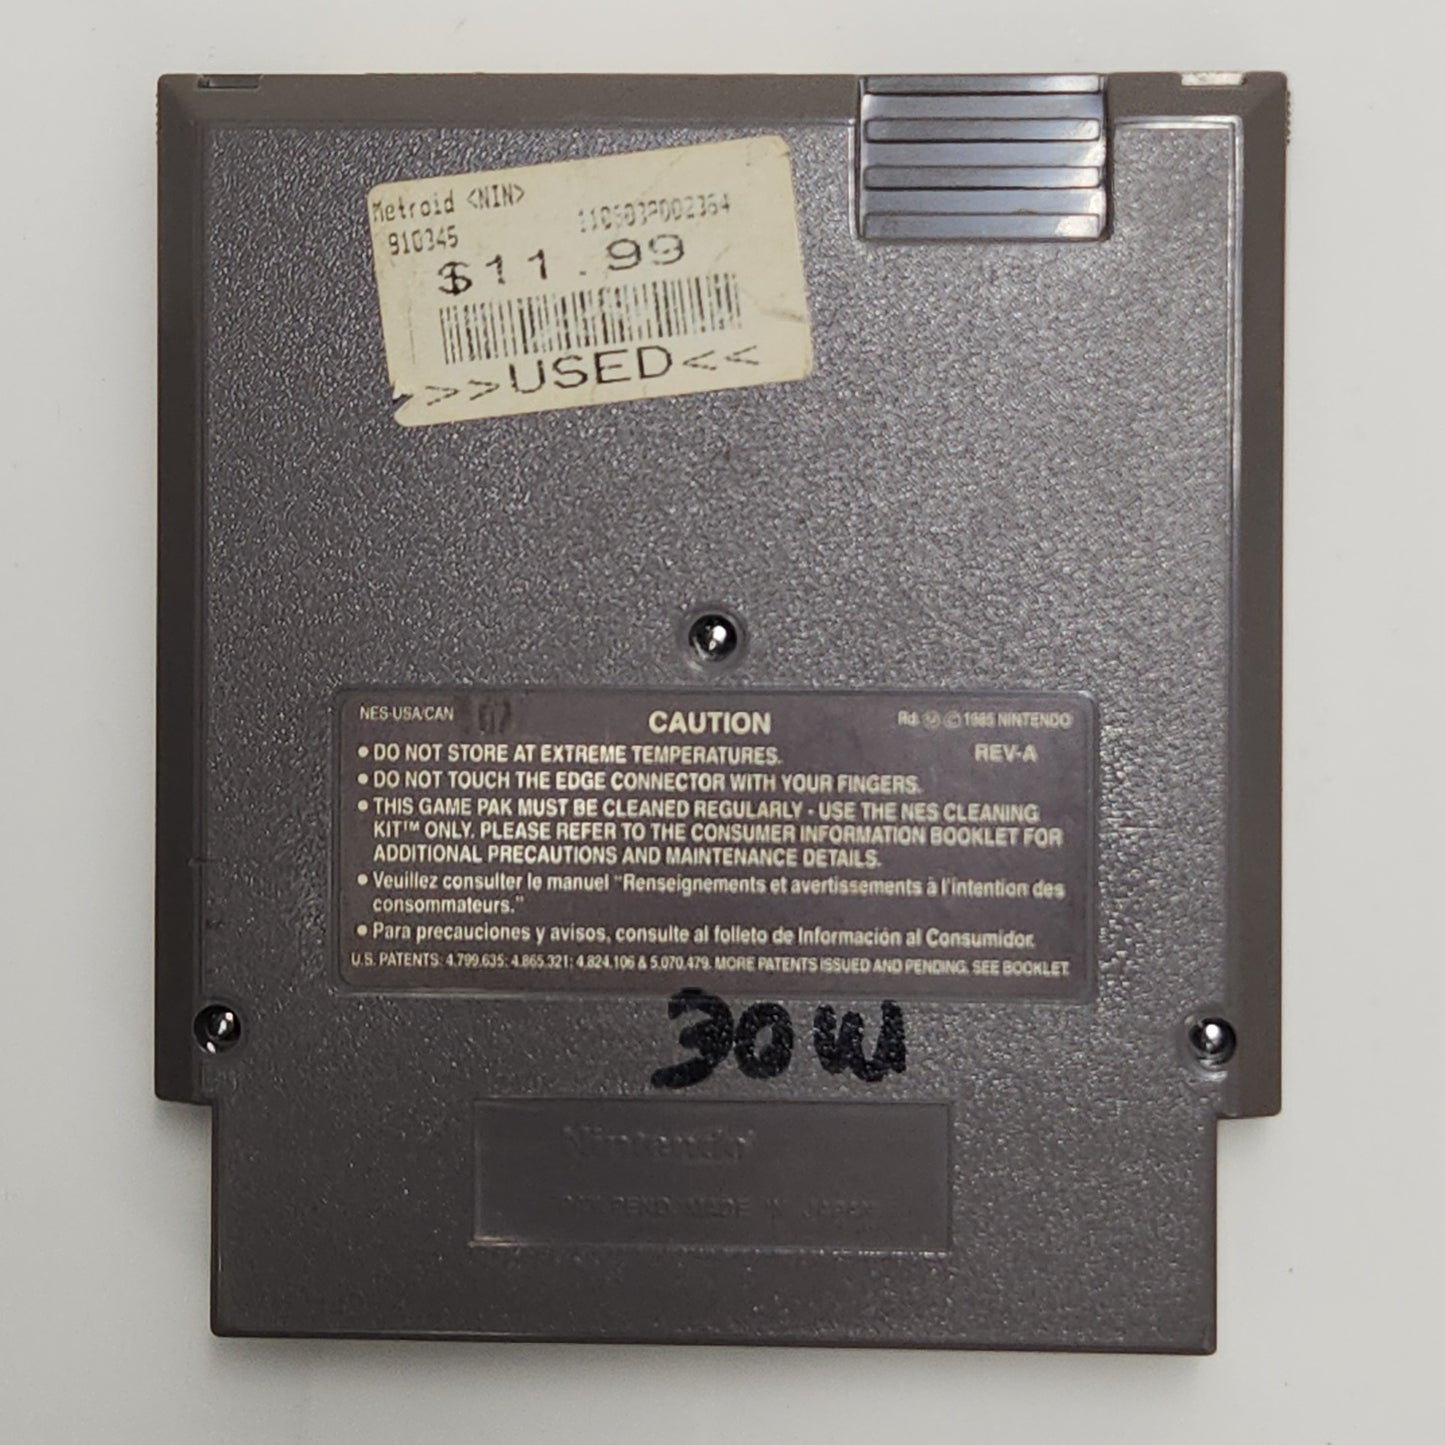 Metroid <NIN>
910345
$11.99
>>USED<<
NES-USA/CAN 07 CAUTION Rd. Ⓜ © 1985 NINTENDO
• DO NOT STORE AT EXTREME TEMPERATURES. REV-A
• DO NOT TOUCH THE EDGE CONNECTOR WITH YOUR FINGERS.
• THIS GAME PAK MUST BE CLEANED REGULARLY - USE THE NES CLEANING
KIT™ ONLY. PLEASE REFER TO THE CONSUMER INFORMATION BOOKLET FOR
ADDITIONAL PRECAUTIONS AND MAINTENANCE DETAILS.
• Veuillez consulter le manuel "Renseignements et avertissements à l'intention des
consommateurs."
• Para precauciones y avisos, consulte al folleto de Información al Consumidor.
U.S. PATENTS: 4,799,635; 4,865,321; 4,824,106 & 5,070,479. MORE PATENTS ISSUED AND PENDING. SEE BOOKLET.
30W
Nintendo
PAT. PEND. MADE IN JAPAN